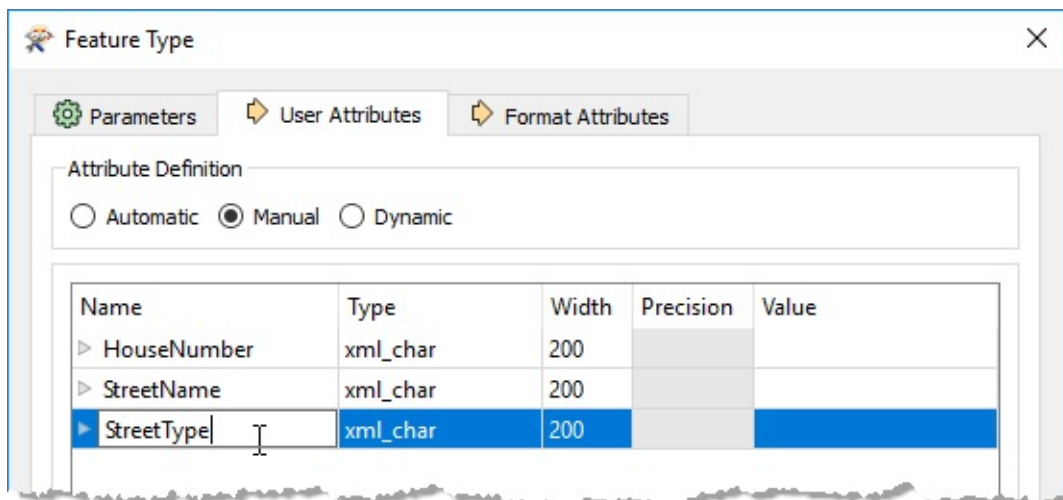 Feature Type
Parameters User Attributes Format Attributes
Attribute Definition
Automatic Manual Dynamic
Name Type Width Precision Value
HouseNumber xml_char 200
StreetName xml_char 200
StreetType xml_char 200